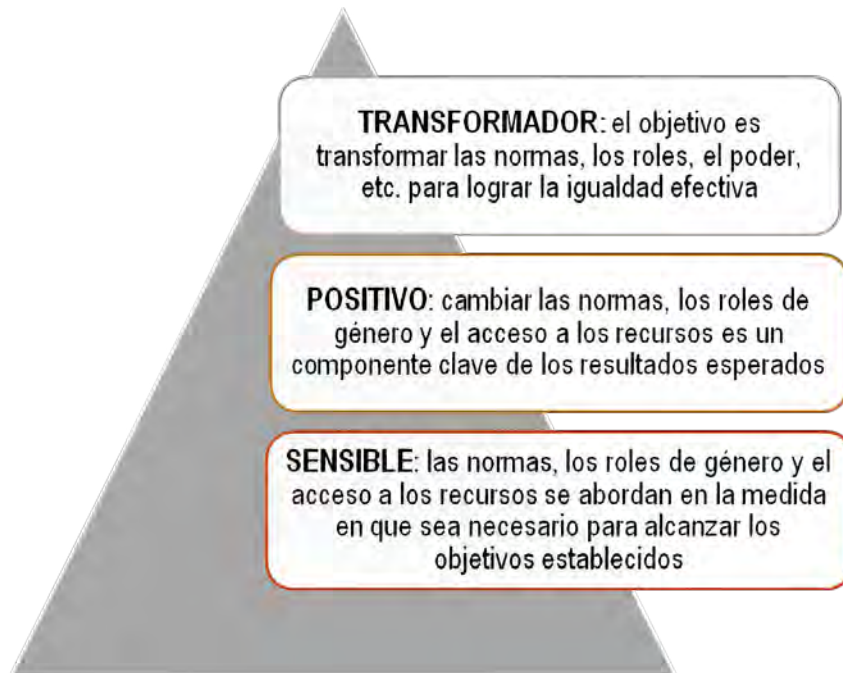 TRANSFORMADOR: el objetivo es
transformar las normas, los roles, el poder,
etc. para lograr la igualdad efectiva
POSITIVO: cambiar las normas, los roles de
género y el acceso a los recursos es un
componente clave de los resultados esperados
SENSIBLE: las normas, los roles de género y el
acceso a los recursos se abordan en la medida
en que sea necesario para alcanzar los
objetivos establecidos